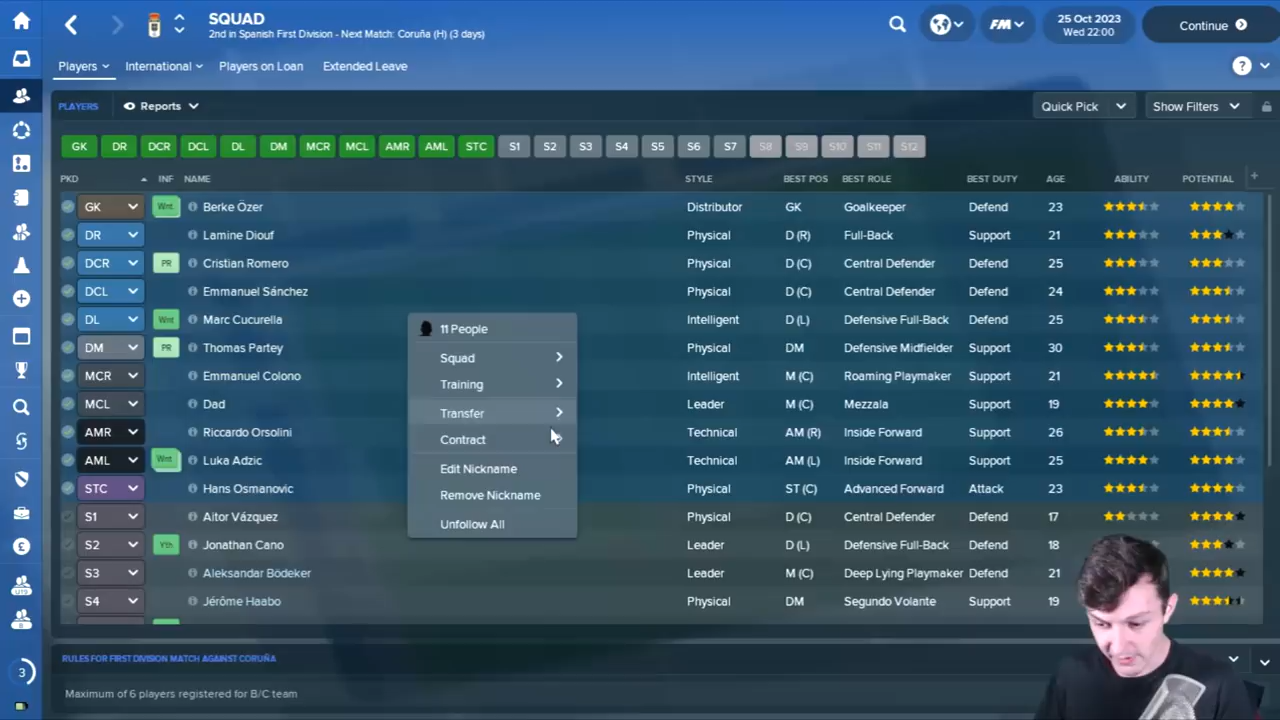 SQUAD
2nd in Spanish First Division - Next Match: Coruña (H) (3 days)
FM
25 Oct 2023
Wed 22:00
Continue
Players
International
Players on Loan
Extended Leave
?
PLAYERS
Reports
Quick Pick
Show Filters
GK DR DCR DCL DL DM MCR MCL AMR AML STC S1 S2 S3 S4 S5 S6 S7 S8 S9 S10 S11 S12
PKD INF NAME STYLE BEST POS BEST ROLE BEST DUTY AGE ABILITY POTENTIAL +
GK Wnt Berke Özer Distributor GK Goalkeeper Defend 23
DR Lamine Diouf Physical D (R) Full-Back Support 21
DCR PR Cristian Romero Physical D (C) Central Defender Defend 25
DCL Emmanuel Sánchez Physical D (C) Central Defender Defend 24
DL Wnt Marc Cucurella Intelligent D (L) Defensive Full-Back Defend 25
DM PR Thomas Partey Physical DM Defensive Midfielder Support 30
MCR Emmanuel Colono Intelligent M (C) Roaming Playmaker Support 21
MCL Dad Leader M (C) Mezzala Support 19
AMR Riccardo Orsolini Technical AM (R) Inside Forward Support 26
AML Wnt Luka Adzic Technical AM (L) Inside Forward Support 25
STC Hans Osmanovic Physical ST (C) Advanced Forward Attack 23
S1 Aitor Vázquez Physical D (C) Central Defender Defend 17
S2 Yth Jonathan Cano Leader D (L) Defensive Full-Back Defend 18
S3 Aleksandar Bödeker Leader M (C) Deep Lying Playmaker Defend 21
S4 Jérôme Haabo Physical DM Segundo Volante Support 19
11 People
Squad
Training
Transfer
Contract
Edit Nickname
Remove Nickname
Unfollow All
RULES FOR FIRST DIVISION MATCH AGAINST CORUÑA
Maximum of 6 players registered for B/C team
U19
B
3